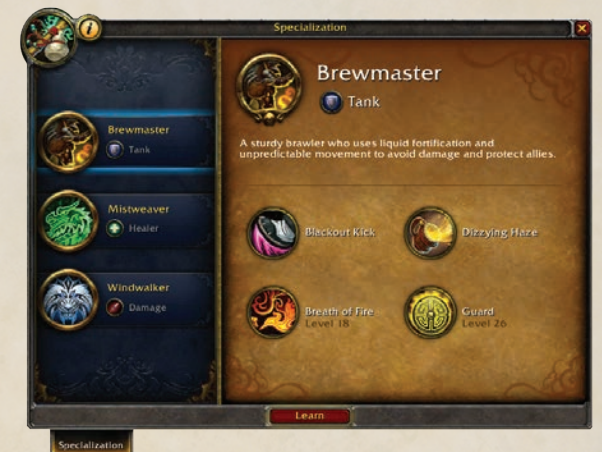 Specialization
Brewmaster
Tank
Mistweaver
Healer
Windwalker
Damage
Brewmaster
Tank
A sturdy brawler who uses liquid fortification and
unpredictable movement to avoid damage and protect allies.
Blackout Kick
Dizzying Haze
Breath of Fire
Level 18
Guard
Level 26
Learn
Specialization